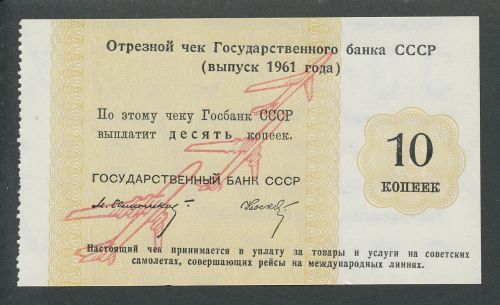 Отрезной чек Государственного банка СССР
(выпуск 1961 года)
По этому чеку Госбанк СССР
выплатит десять копеек.
ГОСУДАРСТВЕННЫЙ БАНК СССР
10
КОПЕЕК
Настоящий чек принимается в уплату за товары и услуги на советских
самолетах, совершающих рейсы на международных линиях.